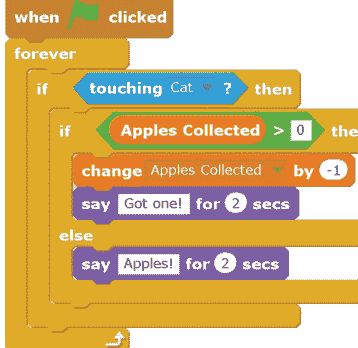 when clicked
forever
if touching Cat ? then
if Apples Collected > 0 the
change Apples Collected by -1
say Got one! for 2 secs
else
say Apples! for 2 secs